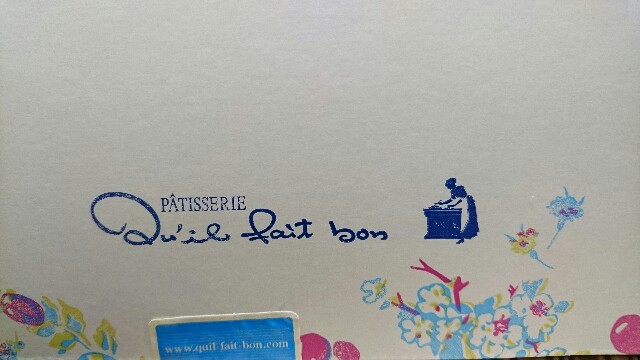 PÂTISSERIE
Qu'il fait bon
www.quil-fait-bon.com